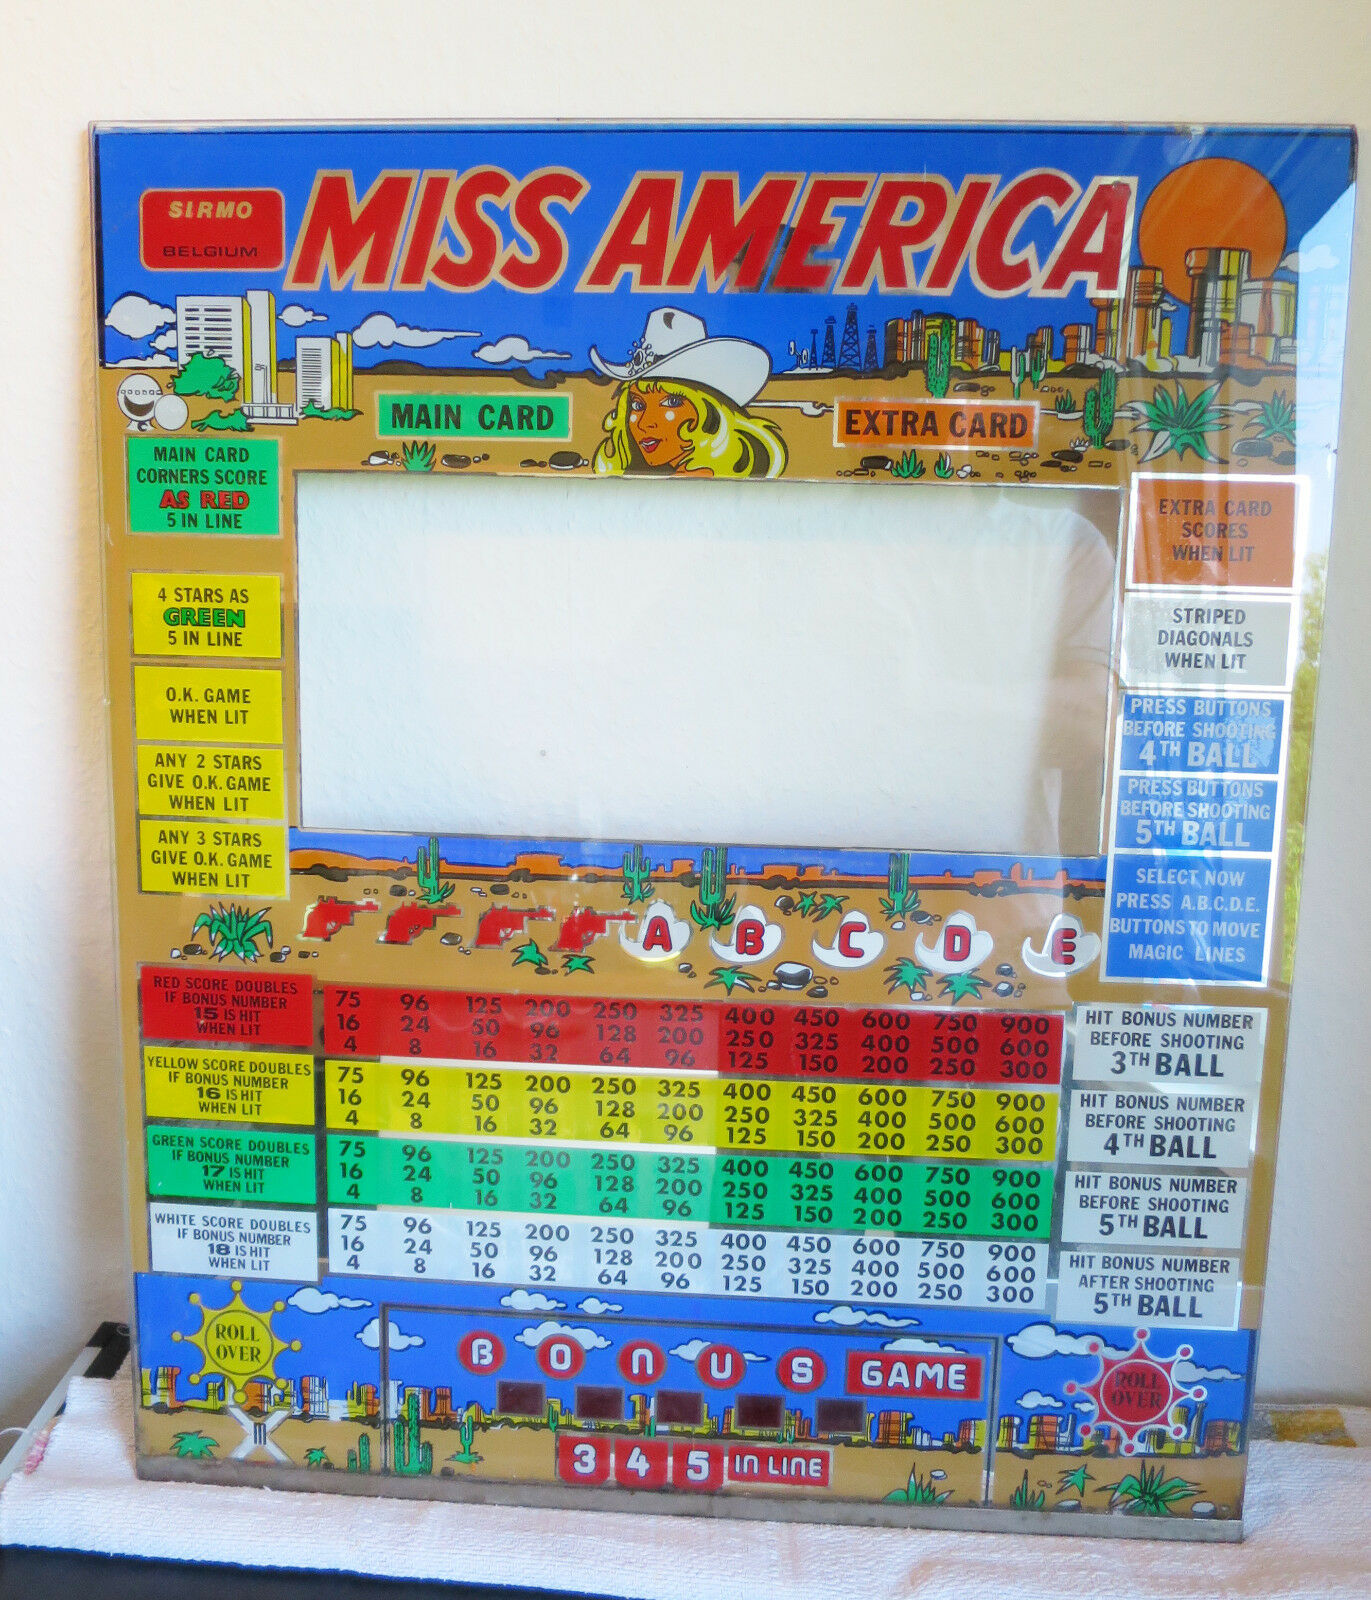 SIRMO
BELGIUM
MISS AMERICA
MAIN CARD
EXTRA CARD
MAIN CARD
CORNERS SCORE
AS RED
5 IN LINE
4 STARS AS
GREEN
5 IN LINE
O.K. GAME
WHEN LIT
ANY 2 STARS
GIVE O.K. GAME
WHEN LIT
ANY 3 STARS
GIVE O.K. GAME
WHEN LIT
EXTRA CARD
SCORES
WHEN LIT
STRIPED
DIAGONALS
WHEN LIT
PRESS BUTTONS
BEFORE SHOOTING
4TH BALL
PRESS BUTTONS
BEFORE SHOOTING
5TH BALL
SELECT NOW
PRESS A.B.C.D.E.
BUTTONS TO MOVE
MAGIC LINES
A B C D E
RED SCORE DOUBLES
IF BONUS NUMBER
15 IS HIT
WHEN LIT
75 96 125 200 250 325 400 450 600 750 900
16 24 50 96 128 200 250 325 400 500 600
4 8 16 32 64 96 125 150 200 250 300
YELLOW SCORE DOUBLES
IF BONUS NUMBER
16 IS HIT
WHEN LIT
75 96 125 200 250 325 400 450 600 750 900
16 24 50 96 128 200 250 325 400 500 600
4 8 16 32 64 96 125 150 200 250 300
GREEN SCORE DOUBLES
IF BONUS NUMBER
17 IS HIT
WHEN LIT
75 96 125 200 250 325 400 450 600 750 900
16 24 50 96 128 200 250 325 400 500 600
4 8 16 32 64 96 125 150 200 250 300
WHITE SCORE DOUBLES
IF BONUS NUMBER
18 IS HIT
WHEN LIT
75 96 125 200 250 325 400 450 600 750 900
16 24 50 96 128 200 250 325 400 500 600
4 8 16 32 64 96 125 150 200 250 300
HIT BONUS NUMBER
BEFORE SHOOTING
3TH BALL
HIT BONUS NUMBER
BEFORE SHOOTING
4TH BALL
HIT BONUS NUMBER
BEFORE SHOOTING
5TH BALL
HIT BONUS NUMBER
AFTER SHOOTING
5TH BALL
ROLL
OVER
BONUS GAME
3 4 5 IN LINE
ROLL
OVER